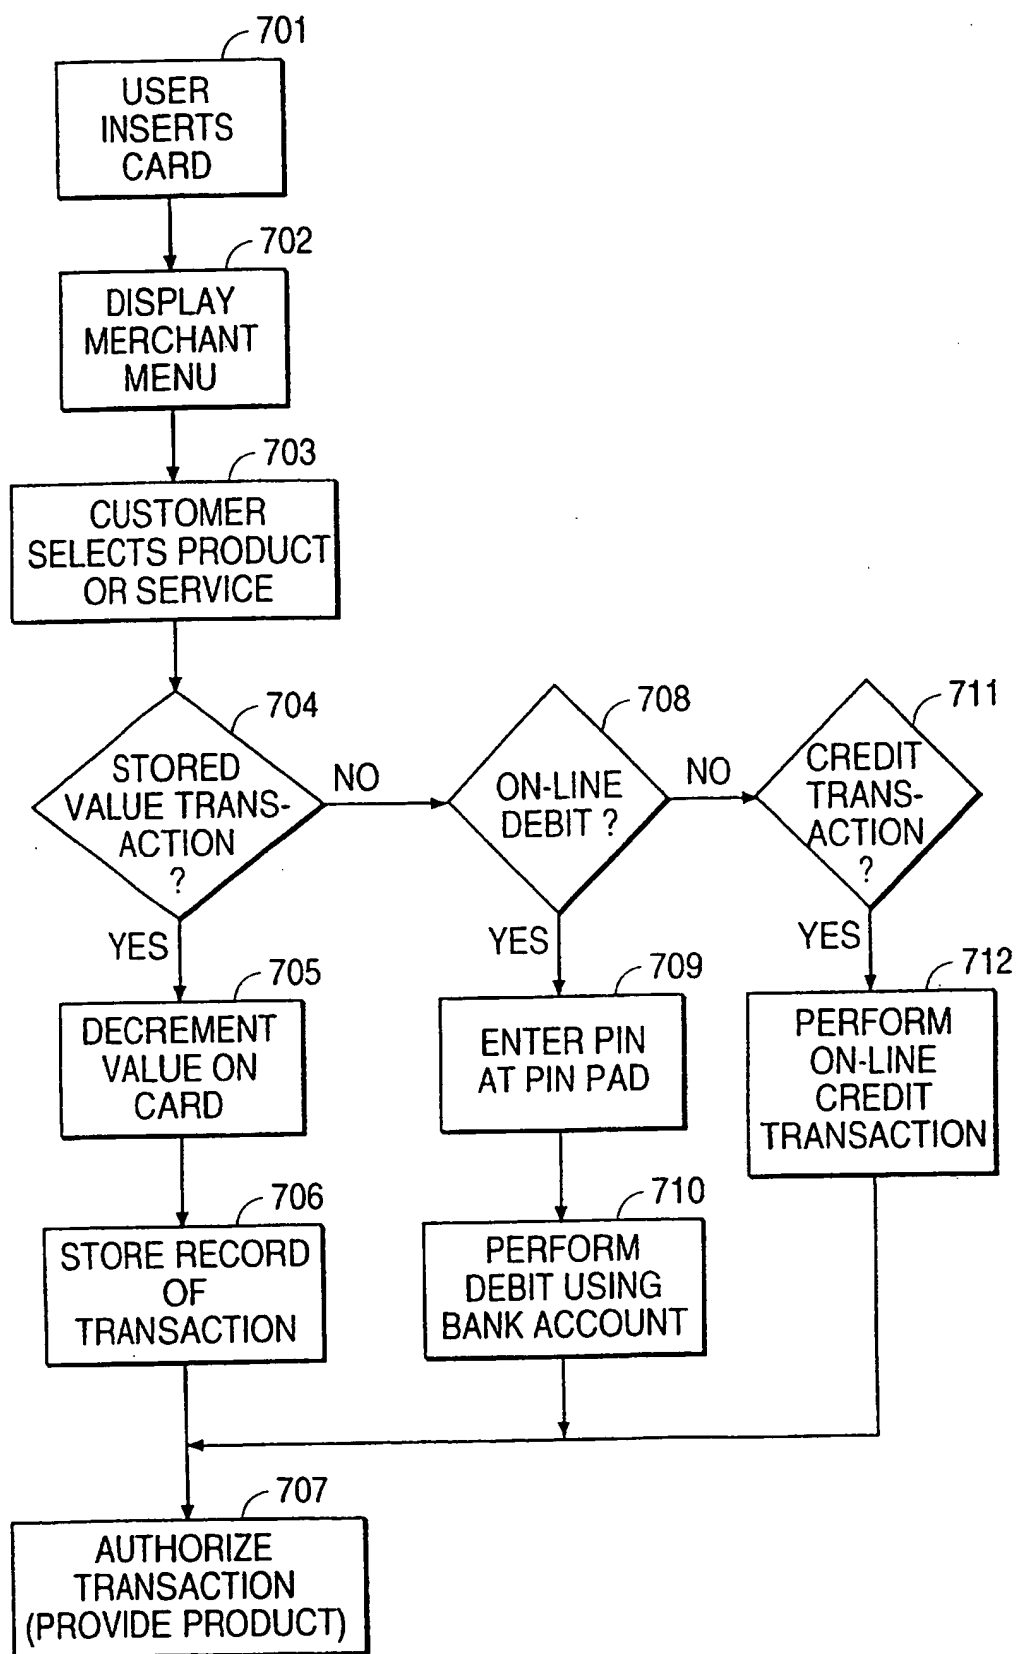 701
USER
INSERTS
CARD
702
DISPLAY
MERCHANT
MENU
703
CUSTOMER
SELECTS PRODUCT
OR SERVICE
704
STORED
VALUE TRANS-
ACTION
?
NO
YES
708
ON-LINE
DEBIT ?
NO
YES
711
CREDIT
TRANS-
ACTION
?
YES
705
DECREMENT
VALUE ON
CARD
709
ENTER PIN
AT PIN PAD
712
PERFORM
ON-LINE
CREDIT
TRANSACTION
706
STORE RECORD
OF
TRANSACTION
710
PERFORM
DEBIT USING
BANK ACCOUNT
707
AUTHORIZE
TRANSACTION
(PROVIDE PRODUCT)